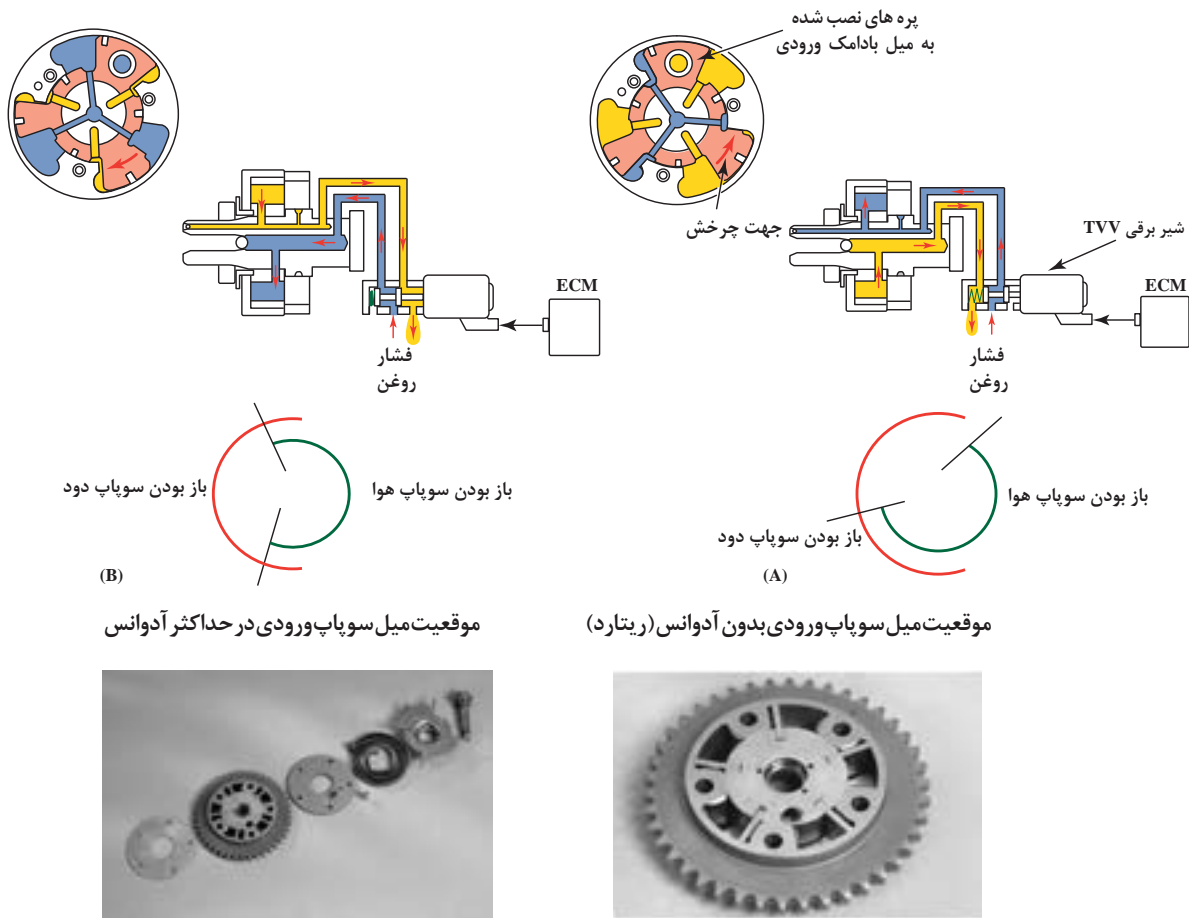 پره های نصب شده
به میل بادامک ورودی
جهت چرخش
شیر برقی TVV
ECM
فشار
روغن
باز بودن سوپاپ هوا
باز بودن سوپاپ دود
(A)
موقعیت میل سوپاپ ورودی بدون آدوانس (ریتارد)
ECM
فشار
روغن
باز بودن سوپاپ هوا
باز بودن سوپاپ دود
(B)
موقعیت میل سوپاپ ورودی در حداکثر آدوانس